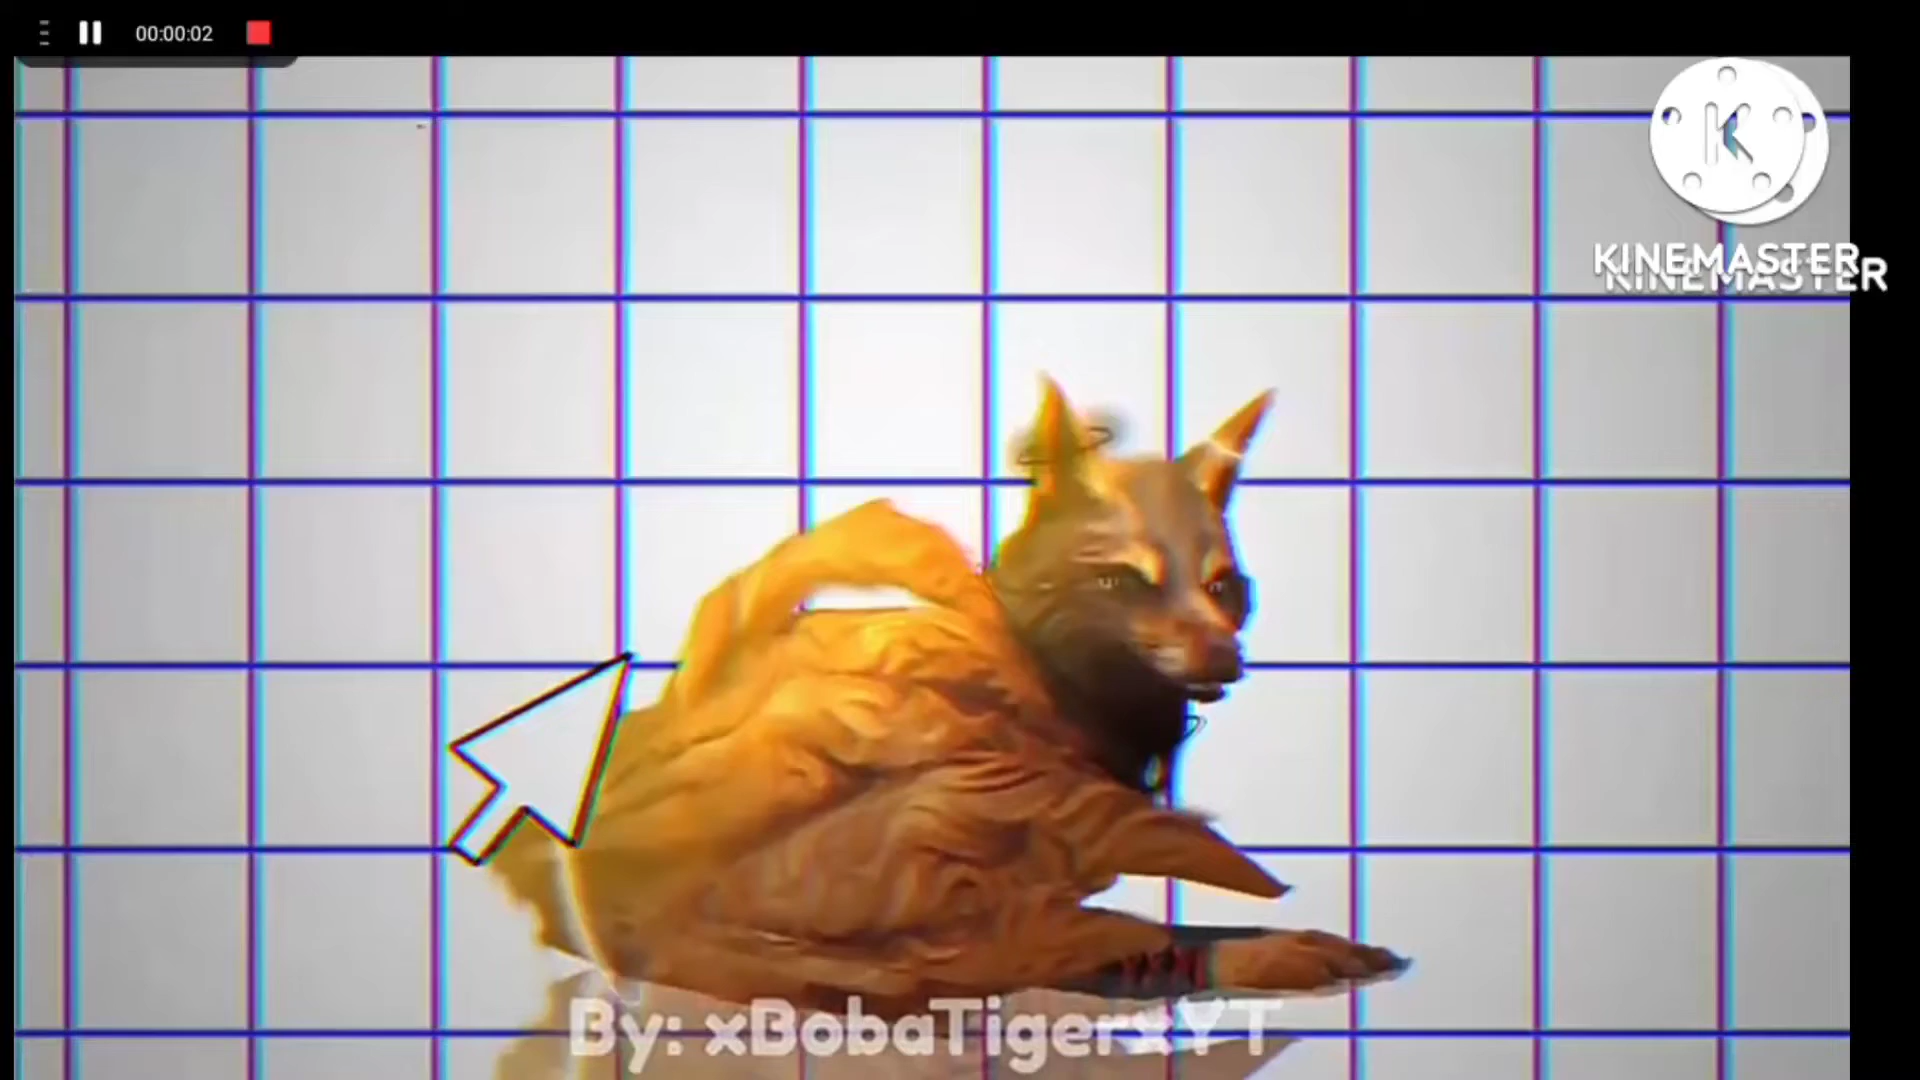 00:00:02
K
KINEMASTER
KINEMASTER
By: xBobaTigerxYT